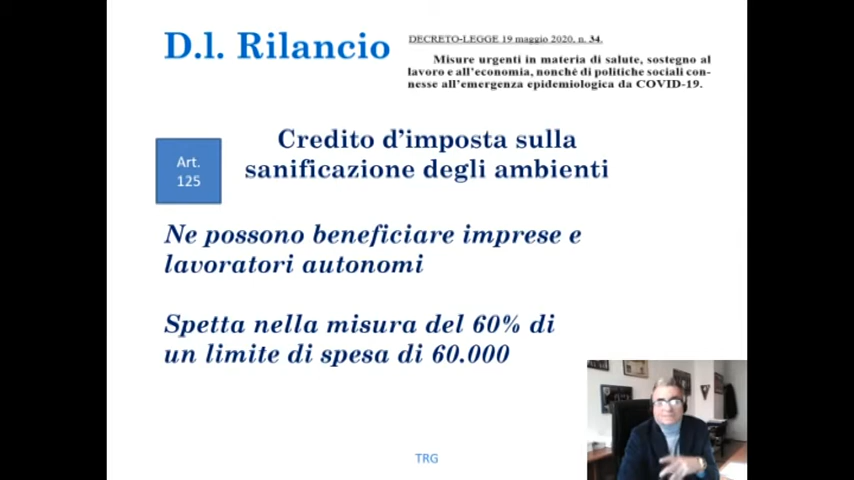 D.l. Rilancio
DECRETO-LEGGE 19 maggio 2020, n. 34.
Misure urgenti in materia di salute, sostegno al
lavoro e all'economia, nonché di politiche sociali con-
nesse all'emergenza epidemiologica da COVID-19.
Art.
125
Credito d'imposta sulla
sanificazione degli ambienti
Ne possono beneficiare imprese e
lavoratori autonomi
Spetta nella misura del 60% di
un limite di spesa di 60.000
TRG